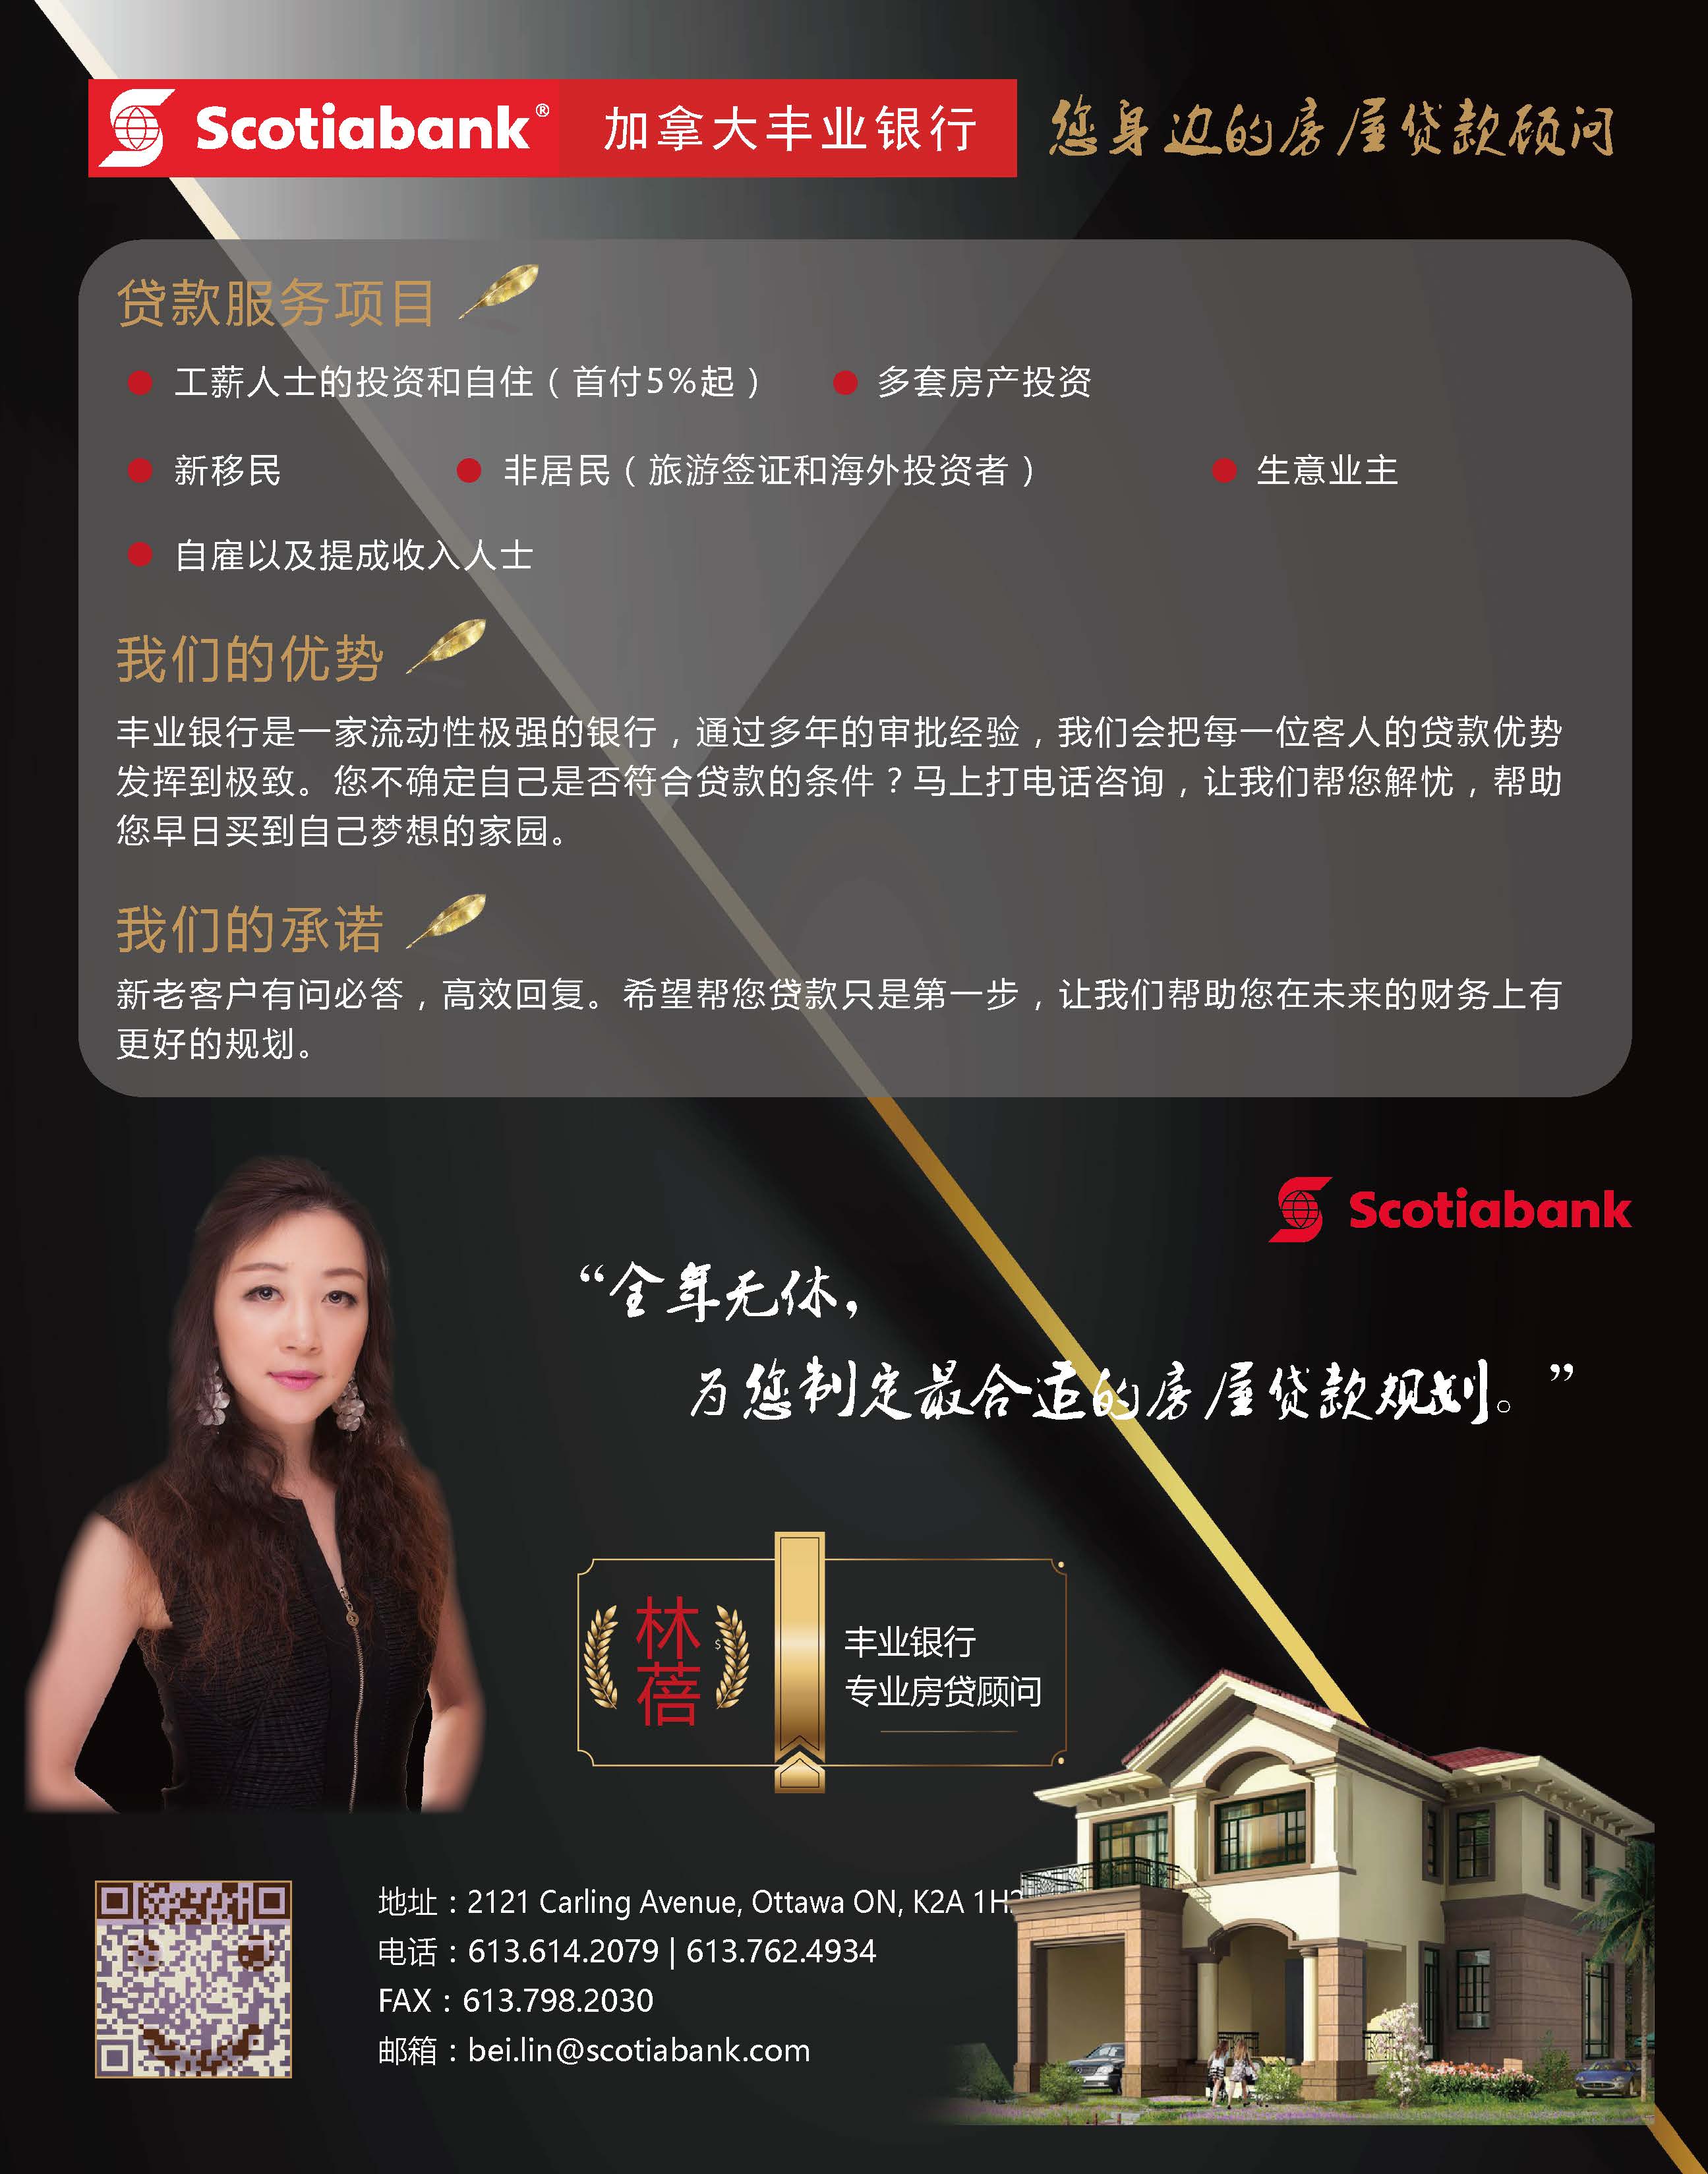 Scotiabank® 加拿大丰业银行 您身边的房屋贷款顾问
贷款服务项目
工薪人士的投资和自住（首付5%起） 多套房产投资
新移民 非居民（旅游签证和海外投资者） 生意业主
自雇以及提成收入人士
我们的优势
丰业银行是一家流动性极强的银行，通过多年的审批经验，我们会把每一位客人的贷款优势
发挥到极致。您不确定自己是否符合贷款的条件？马上打电话咨询，让我们帮您解忧，帮助
您早日买到自己梦想的家园。
我们的承诺
新老客户有问必答，高效回复。希望帮您贷款只是第一步，让我们帮助您在未来的财务上有
更好的规划。
Scotiabank
“全年无休，
为您制定最合适的房屋贷款规划。”
林蓓
$
丰业银行
专业房贷顾问
地址：2121 Carling Avenue, Ottawa ON, K2A
电话：613.614.2079 | 613.762.4934
FAX：613.798.2030
邮箱：bei.lin@scotiabank.com